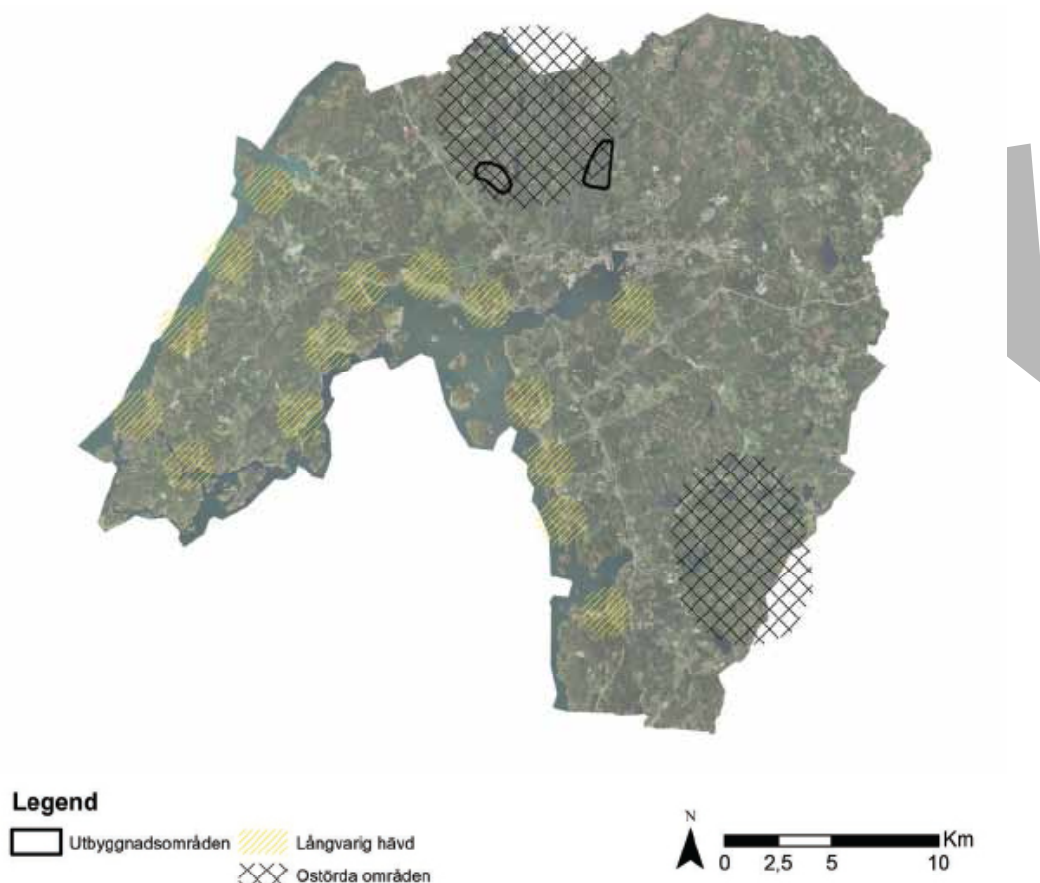 Legend
Utbyggnadsområden
Långvarig hävd
Ostörda områden
N
Km
0 2,5 5 10